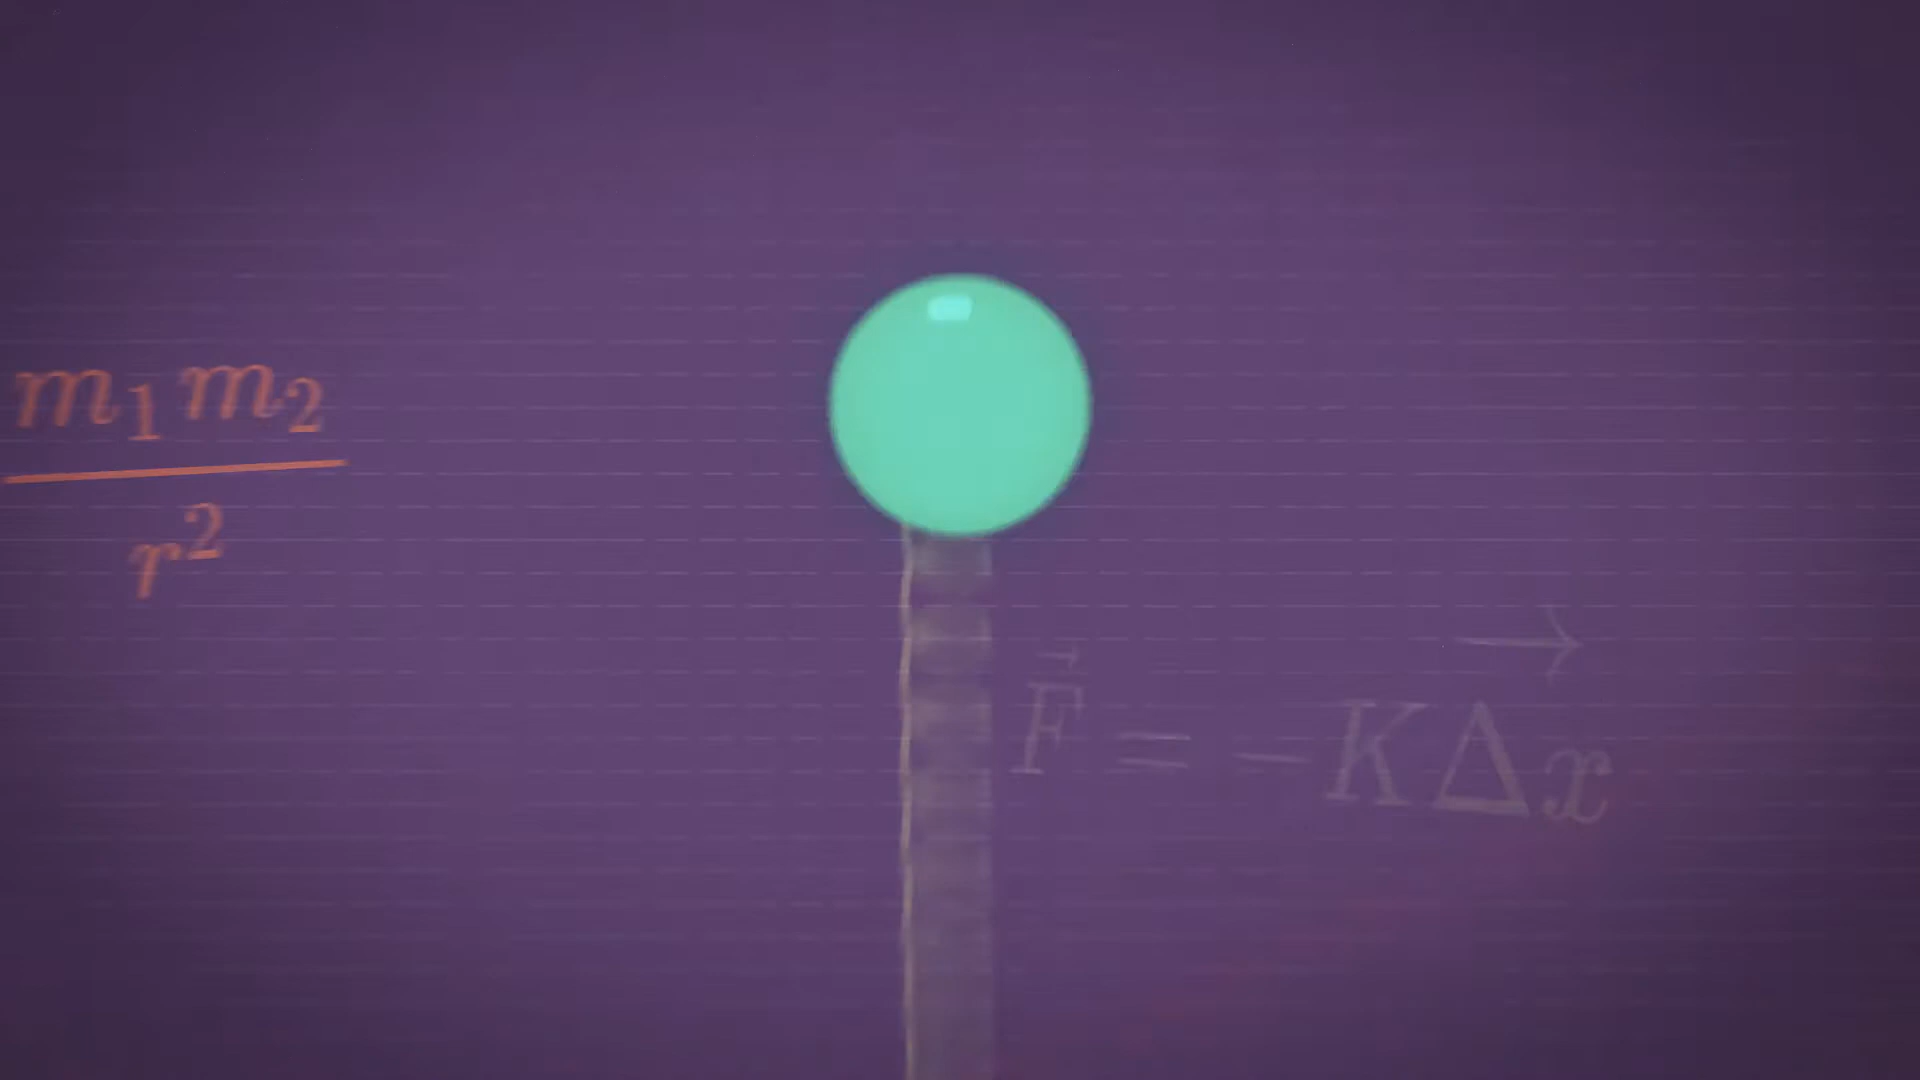 m₁m₂
r²
F⃗ = −KΔx⃗